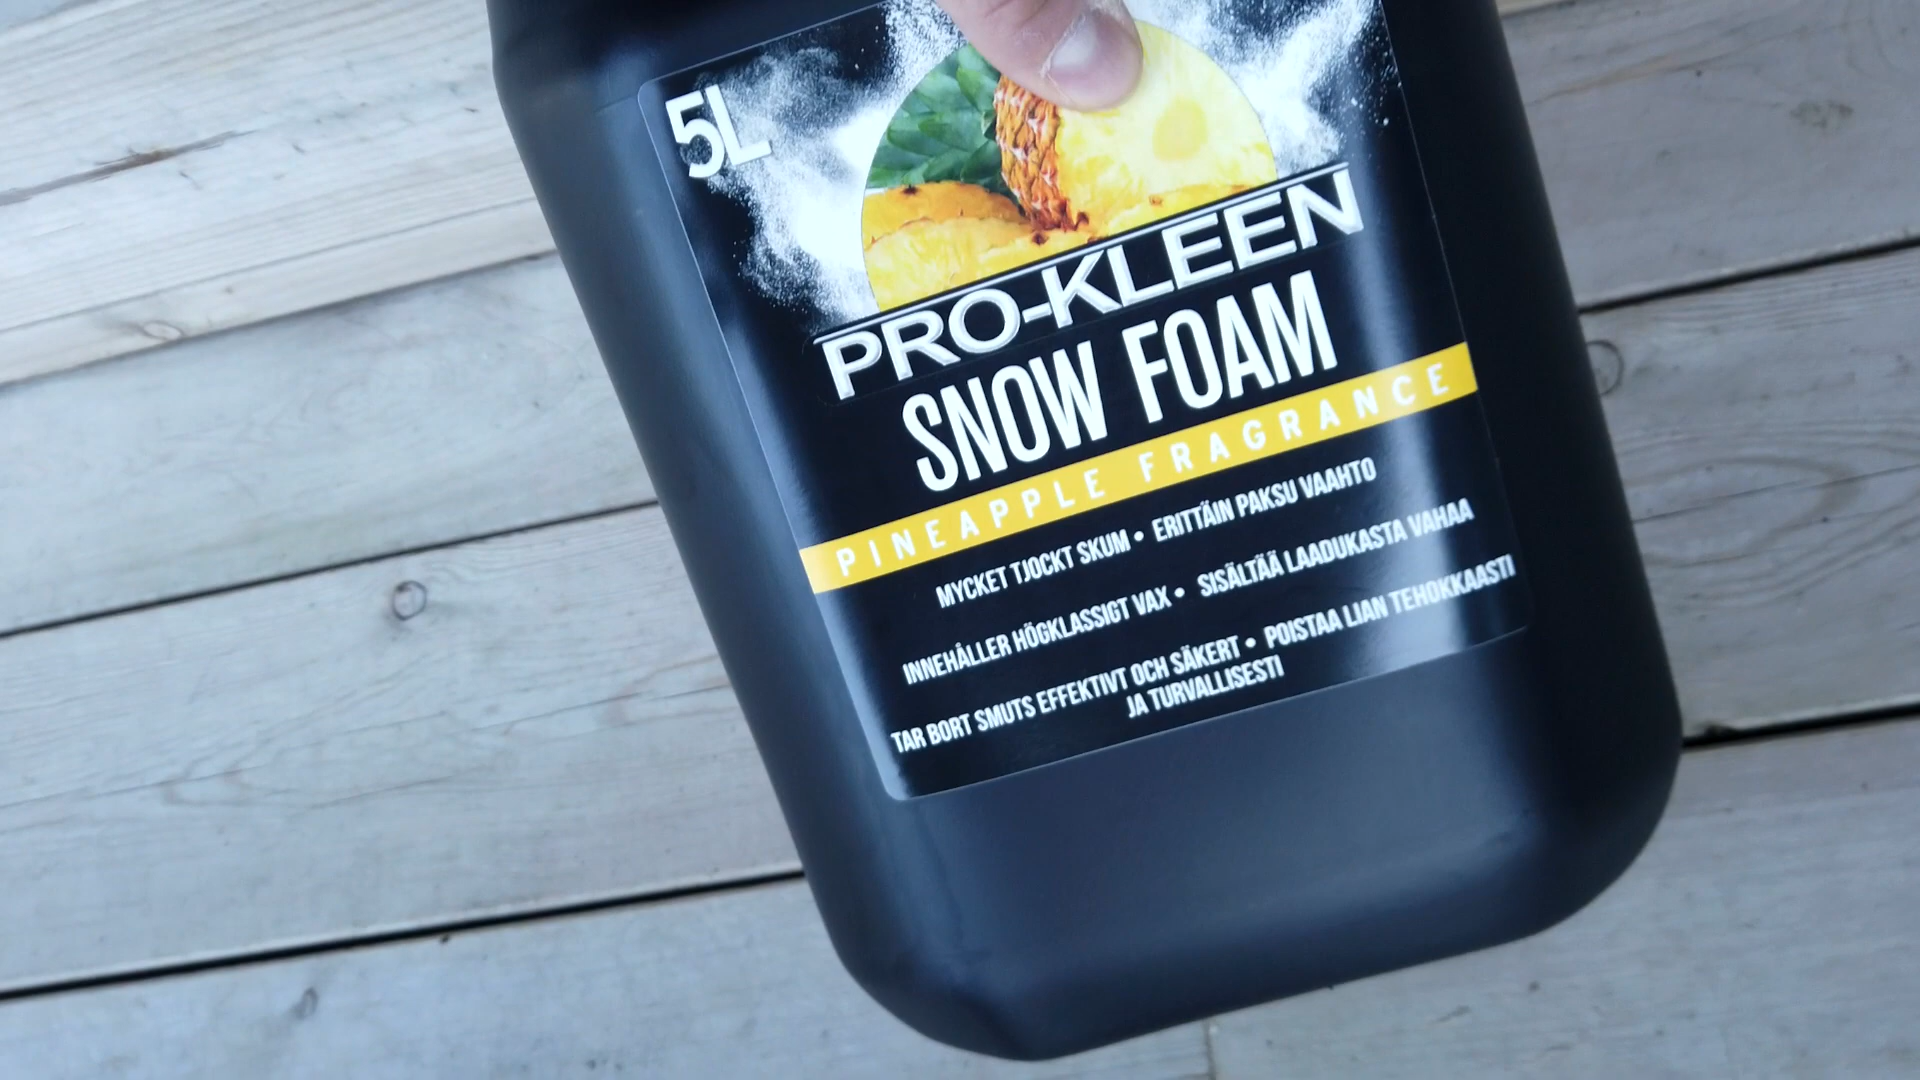 5L
PRO-KLEEN
SNOW FOAM
PINEAPPLE FRAGRANCE
MYCKET TJOCKT SKUM • ERITTÄIN PAKSU VAAHTO
INNEHÅLLER HÖGKLASSIGT VAX • SISÄLTÄÄ LAADUKASTA VAHAA
TAR BORT SMUTS EFFEKTIVT OCH SÄKERT • POISTAA LIAN TEHOKKAASTI
JA TURVALLISESTI